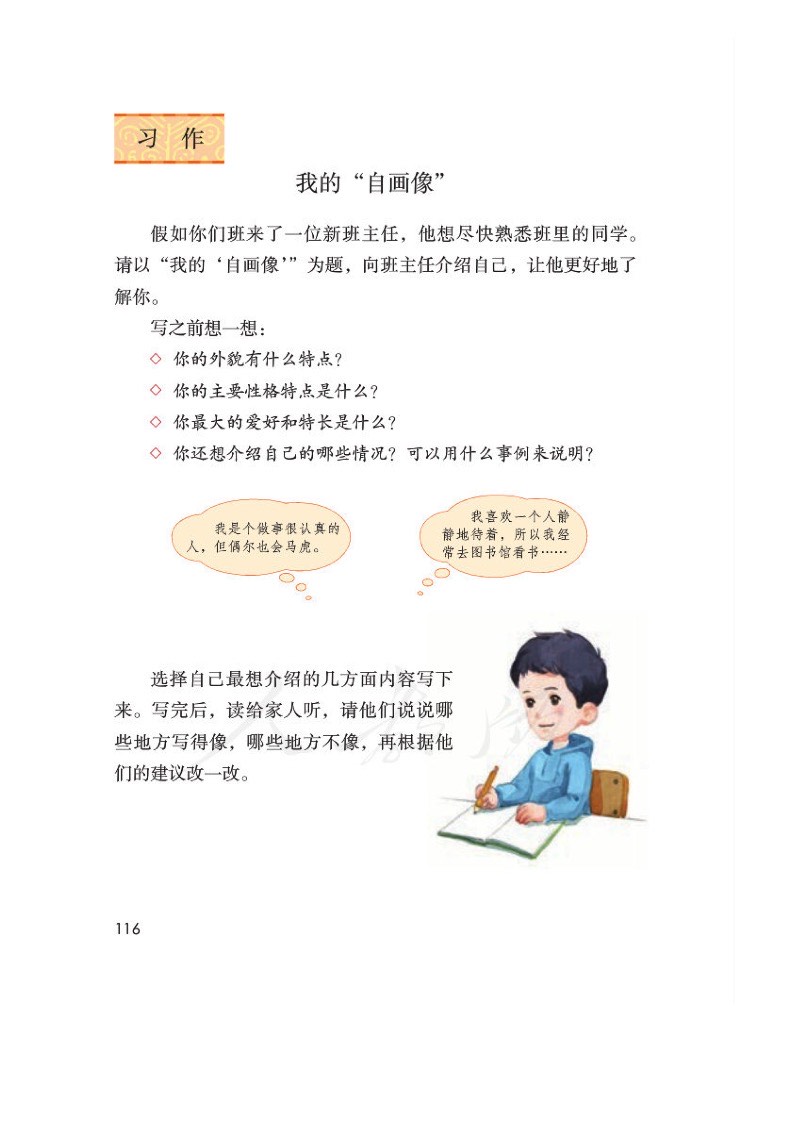 习 作
我的“自画像”
假如你们班来了一位新班主任，他想尽快熟悉班里的同学。
请以“我的‘自画像’”为题，向班主任介绍自己，让他更好地了
解你。
写之前想一想：
◇ 你的外貌有什么特点？
◇ 你的主要性格特点是什么？
◇ 你最大的爱好和特长是什么？
◇ 你还想介绍自己的哪些情况？可以用什么事例来说明？
我是个做事很认真的
人，但偶尔也会马虎。
我喜欢一个人静
静地待着，所以我经
常去图书馆看书……
选择自己最想介绍的几方面内容写下
来。写完后，读给家人听，请他们说说哪
些地方写得像，哪些地方不像，再根据他
们的建议改一改。
116